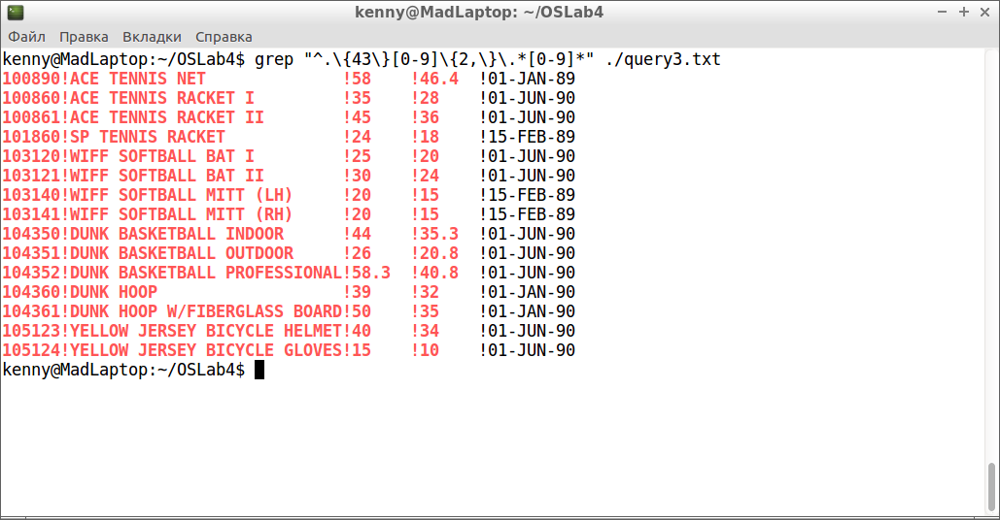 kenny@MadLaptop: ~/OSLab4
Файл Правка Вкладки Справка
kenny@MadLaptop:~/OSLab4$ grep "^.\{43\}[0-9]\{2,\}\.*[0-9]*" ./query3.txt
100890!ACE TENNIS NET              !58    !46.4  !01-JAN-89
100860!ACE TENNIS RACKET I         !35    !28    !01-JUN-90
100861!ACE TENNIS RACKET II        !45    !36    !01-JUN-90
101860!SP TENNIS RACKET            !24    !18    !15-FEB-89
103120!WIFF SOFTBALL BAT I         !25    !20    !01-JUN-90
103121!WIFF SOFTBALL BAT II        !30    !24    !01-JUN-90
103140!WIFF SOFTBALL MITT (LH)     !20    !15    !15-FEB-89
103141!WIFF SOFTBALL MITT (RH)     !20    !15    !15-FEB-89
104350!DUNK BASKETBALL INDOOR      !44    !35.3  !01-JUN-90
104351!DUNK BASKETBALL OUTDOOR     !26    !20.8  !01-JUN-90
104352!DUNK BASKETBALL PROFESSIONAL!58.3  !40.8  !01-JUN-90
104360!DUNK HOOP                   !39    !32    !01-JAN-90
104361!DUNK HOOP W/FIBERGLASS BOARD!50    !35    !01-JAN-90
105123!YELLOW JERSEY BICYCLE HELMET!40    !34    !01-JUN-90
105124!YELLOW JERSEY BICYCLE GLOVES!15    !10    !01-JUN-90
kenny@MadLaptop:~/OSLab4$